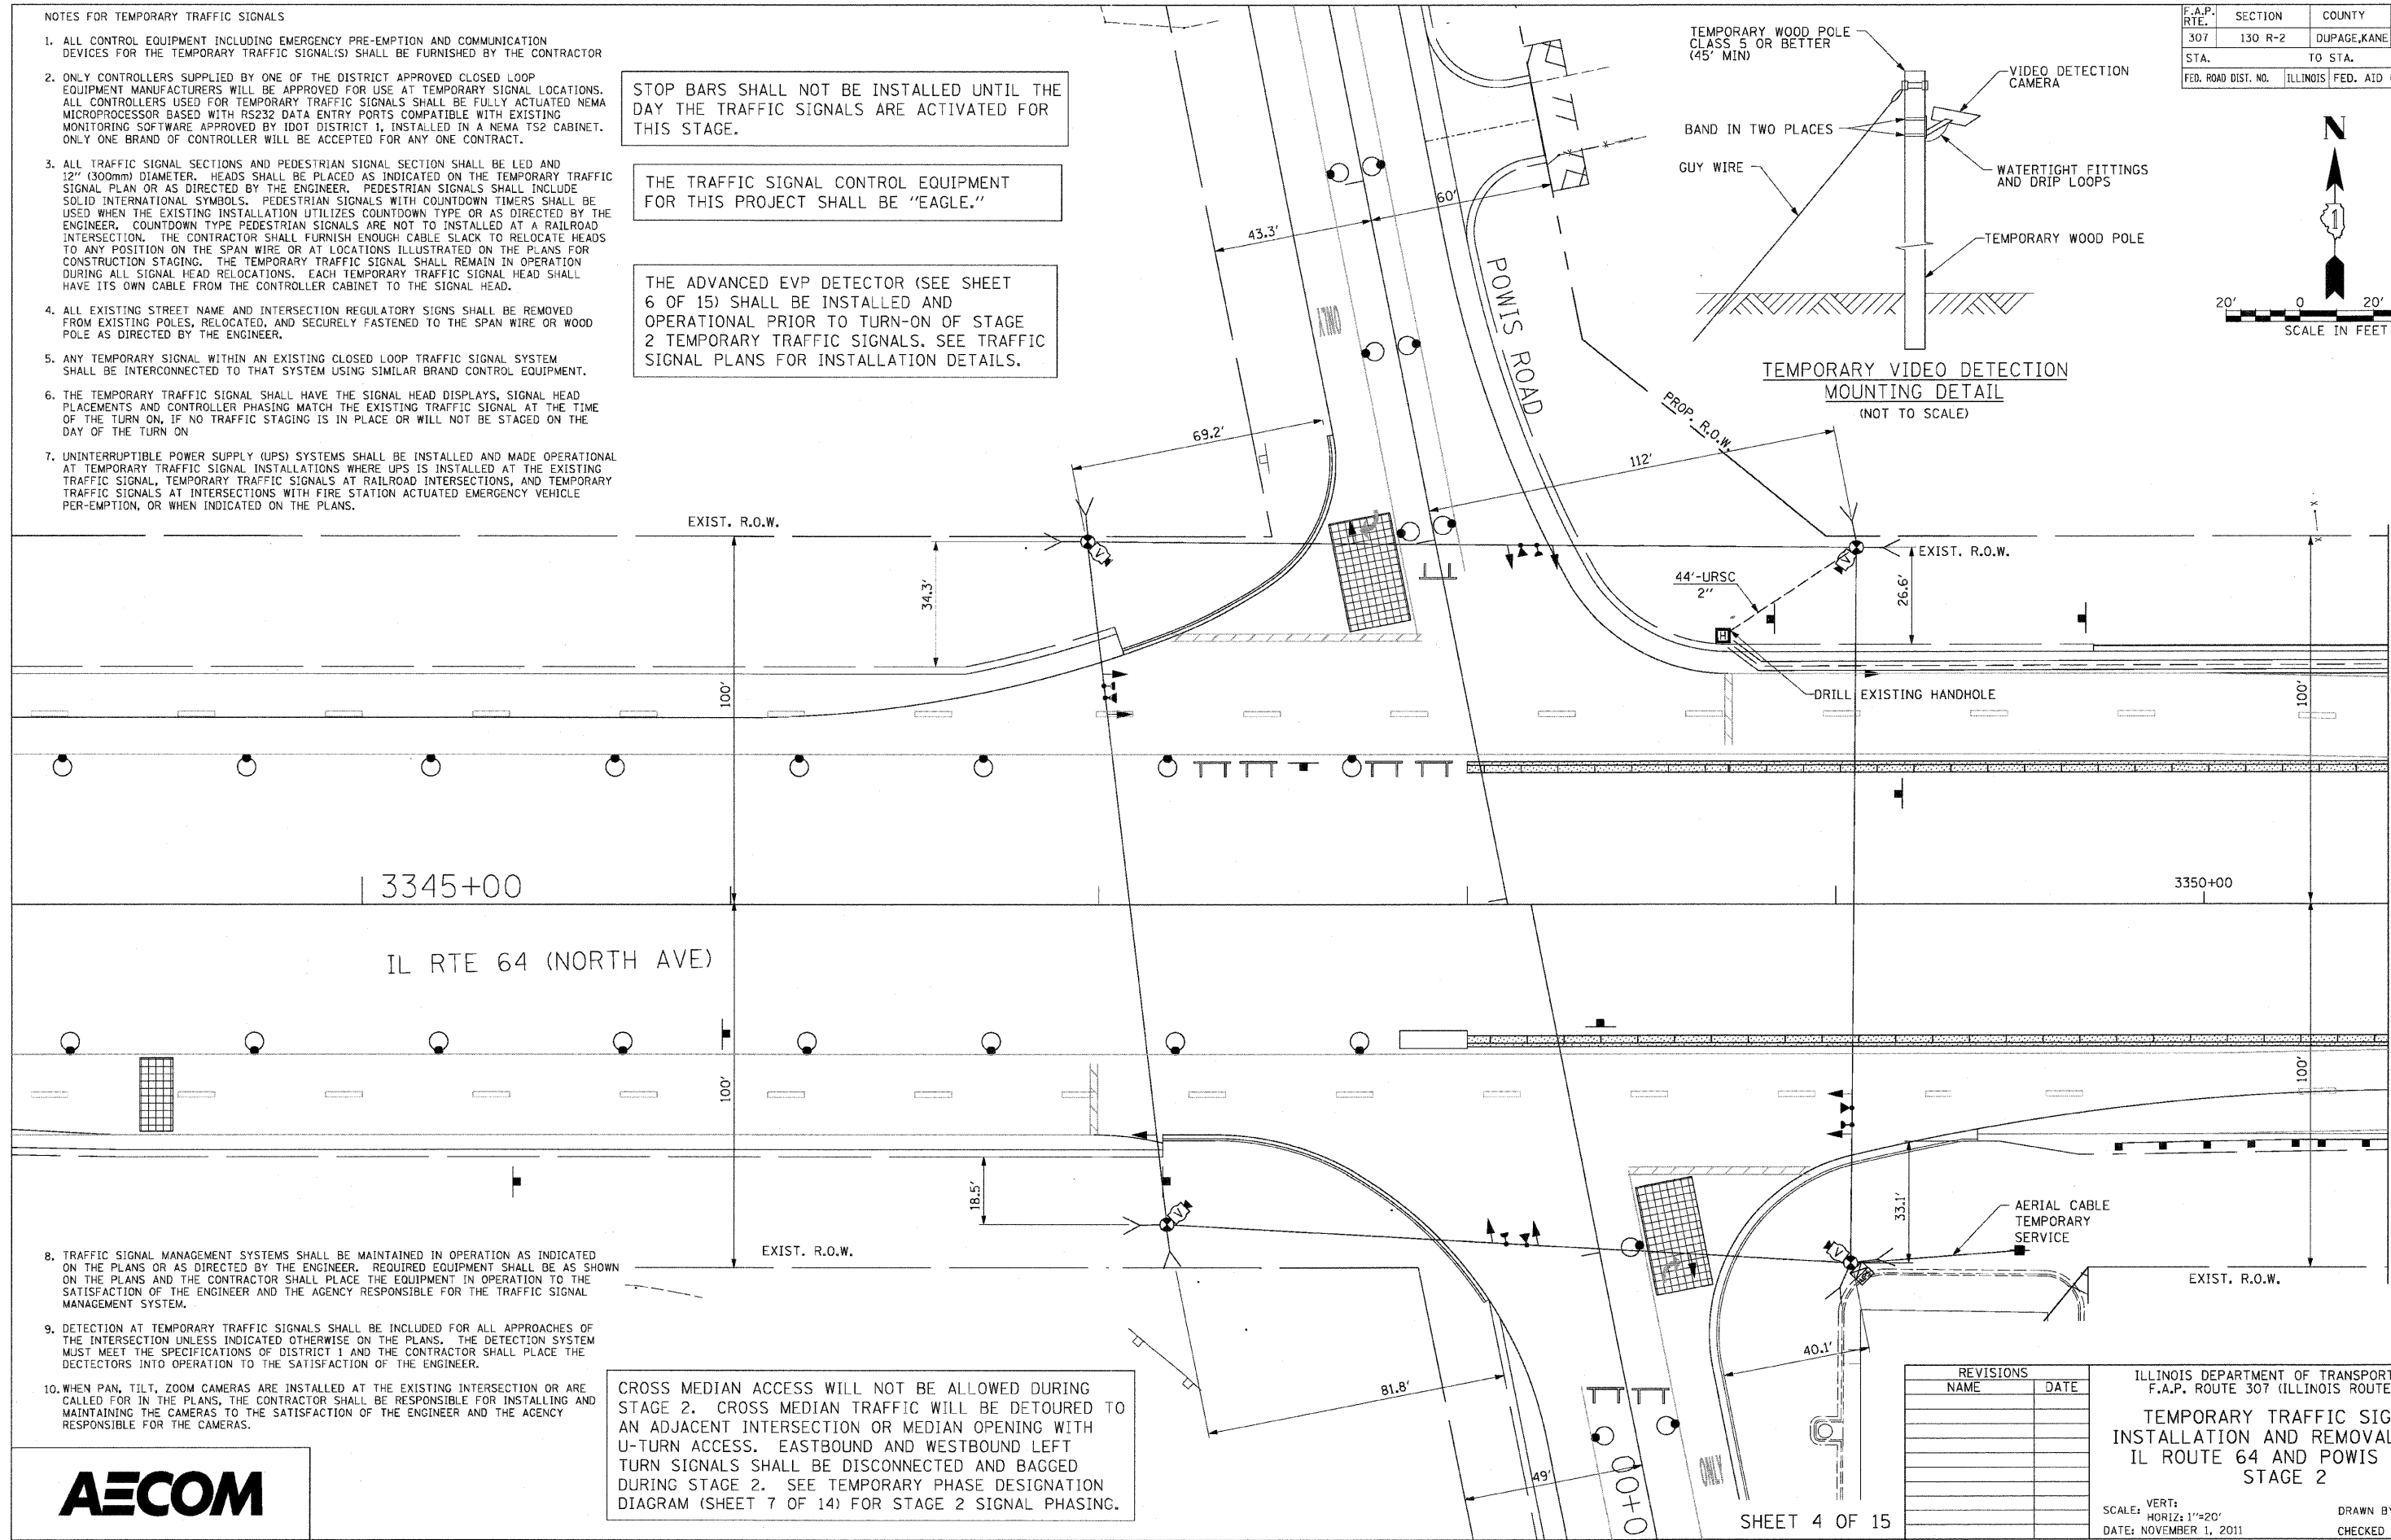 NOTES FOR TEMPORARY TRAFFIC SIGNALS
1. ALL CONTROL EQUIPMENT INCLUDING EMERGENCY PRE-EMPTION AND COMMUNICATION
DEVICES FOR THE TEMPORARY TRAFFIC SIGNAL(S) SHALL BE FURNISHED BY THE CONTRACTOR
2. ONLY CONTROLLERS SUPPLIED BY ONE OF THE DISTRICT APPROVED CLOSED LOOP
EQUIPMENT MANUFACTURERS WILL BE APPROVED FOR USE AT TEMPORARY SIGNAL LOCATIONS.
ALL CONTROLLERS USED FOR TEMPORARY TRAFFIC SIGNALS SHALL BE FULLY ACTUATED NEMA
MICROPROCESSOR BASED WITH RS232 DATA ENTRY PORTS COMPATIBLE WITH EXISTING
MONITORING SOFTWARE APPROVED BY IDOT DISTRICT 1, INSTALLED IN A NEMA TS2 CABINET.
ONLY ONE BRAND OF CONTROLLER WILL BE ACCEPTED FOR ANY ONE CONTRACT.
3. ALL TRAFFIC SIGNAL SECTIONS AND PEDESTRIAN SIGNAL SECTION SHALL BE LED AND
12" (300mm) DIAMETER. HEADS SHALL BE PLACED AS INDICATED ON THE TEMPORARY TRAFFIC
SIGNAL PLAN OR AS DIRECTED BY THE ENGINEER. PEDESTRIAN SIGNALS SHALL INCLUDE
SOLID INTERNATIONAL SYMBOLS. PEDESTRIAN SIGNALS WITH COUNTDOWN TIMERS SHALL BE
USED WHEN THE EXISTING INSTALLATION UTILIZES COUNTDOWN TYPE OR AS DIRECTED BY THE
ENGINEER. COUNTDOWN TYPE PEDESTRIAN SIGNALS ARE NOT TO INSTALLED AT A RAILROAD
INTERSECTION. THE CONTRACTOR SHALL FURNISH ENOUGH CABLE SLACK TO RELOCATE HEADS
TO ANY POSITION ON THE SPAN WIRE OR AT LOCATIONS ILLUSTRATED ON THE PLANS FOR
CONSTRUCTION STAGING. THE TEMPORARY TRAFFIC SIGNAL SHALL REMAIN IN OPERATION
DURING ALL SIGNAL HEAD RELOCATIONS. EACH TEMPORARY TRAFFIC SIGNAL HEAD SHALL
HAVE ITS OWN CABLE FROM THE CONTROLLER CABINET TO THE SIGNAL HEAD.
4. ALL EXISTING STREET NAME AND INTERSECTION REGULATORY SIGNS SHALL BE REMOVED
FROM EXISTING POLES, RELOCATED, AND SECURELY FASTENED TO THE SPAN WIRE OR WOOD
POLE AS DIRECTED BY THE ENGINEER.
5. ANY TEMPORARY SIGNAL WITHIN AN EXISTING CLOSED LOOP TRAFFIC SIGNAL SYSTEM
SHALL BE INTERCONNECTED TO THAT SYSTEM USING SIMILAR BRAND CONTROL EQUIPMENT.
6. THE TEMPORARY TRAFFIC SIGNAL SHALL HAVE THE SIGNAL HEAD DISPLAYS, SIGNAL HEAD
PLACEMENTS AND CONTROLLER PHASING MATCH THE EXISTING TRAFFIC SIGNAL AT THE TIME
OF THE TURN ON, IF NO TRAFFIC STAGING IS IN PLACE OR WILL NOT BE STAGED ON THE
DAY OF THE TURN ON
7. UNINTERRUPTIBLE POWER SUPPLY (UPS) SYSTEMS SHALL BE INSTALLED AND MADE OPERATIONAL
AT TEMPORARY TRAFFIC SIGNAL INSTALLATIONS WHERE UPS IS INSTALLED AT THE EXISTING
TRAFFIC SIGNAL, TEMPORARY TRAFFIC SIGNALS AT RAILROAD INTERSECTIONS, AND TEMPORARY
TRAFFIC SIGNALS AT INTERSECTIONS WITH FIRE STATION ACTUATED EMERGENCY VEHICLE
PER-EMPTION, OR WHEN INDICATED ON THE PLANS.
STOP BARS SHALL NOT BE INSTALLED UNTIL THE
DAY THE TRAFFIC SIGNALS ARE ACTIVATED FOR
THIS STAGE.
THE TRAFFIC SIGNAL CONTROL EQUIPMENT
FOR THIS PROJECT SHALL BE "EAGLE."
THE ADVANCED EVP DETECTOR (SEE SHEET
6 OF 15) SHALL BE INSTALLED AND
OPERATIONAL PRIOR TO TURN-ON OF STAGE
2 TEMPORARY TRAFFIC SIGNALS. SEE TRAFFIC
SIGNAL PLANS FOR INSTALLATION DETAILS.
TEMPORARY WOOD POLE
CLASS 5 OR BETTER
(45' MIN)
VIDEO DETECTION
CAMERA
BAND IN TWO PLACES
GUY WIRE
WATERTIGHT FITTINGS
AND DRIP LOOPS
TEMPORARY WOOD POLE
TEMPORARY VIDEO DETECTION
MOUNTING DETAIL
(NOT TO SCALE)
F.A.P. RTE. SECTION COUNTY
307 130 R-2 DUPAGE,KANE
STA. TO STA.
FED. ROAD DIST. NO. ILLINOIS FED. AID
N
1
20' 0 20'
SCALE IN FEET
60'
43.3'
POWIS ROAD
ONLY
PROP. R.O.W.
69.2'
112'
EXIST. R.O.W.
EXIST. R.O.W.
V
V
34.3'
44'-URSC
2"
26.6'
H
DRILL EXISTING HANDHOLE
100'
100'
3345+00
3350+00
IL RTE 64 (NORTH AVE)
100'
100'
18.5'
V
V
33.1'
AERIAL CABLE
TEMPORARY
SERVICE
EXIST. R.O.W.
EXIST. R.O.W.
40.1'
81.8'
49'
0+00
ONLY
8. TRAFFIC SIGNAL MANAGEMENT SYSTEMS SHALL BE MAINTAINED IN OPERATION AS INDICATED
ON THE PLANS OR AS DIRECTED BY THE ENGINEER. REQUIRED EQUIPMENT SHALL BE AS SHOWN
ON THE PLANS AND THE CONTRACTOR SHALL PLACE THE EQUIPMENT IN OPERATION TO THE
SATISFACTION OF THE ENGINEER AND THE AGENCY RESPONSIBLE FOR THE TRAFFIC SIGNAL
MANAGEMENT SYSTEM.
9. DETECTION AT TEMPORARY TRAFFIC SIGNALS SHALL BE INCLUDED FOR ALL APPROACHES OF
THE INTERSECTION UNLESS INDICATED OTHERWISE ON THE PLANS. THE DETECTION SYSTEM
MUST MEET THE SPECIFICATIONS OF DISTRICT 1 AND THE CONTRACTOR SHALL PLACE THE
DECTECTORS INTO OPERATION TO THE SATISFACTION OF THE ENGINEER.
10. WHEN PAN, TILT, ZOOM CAMERAS ARE INSTALLED AT THE EXISTING INTERSECTION OR ARE
CALLED FOR IN THE PLANS, THE CONTRACTOR SHALL BE RESPONSIBLE FOR INSTALLING AND
MAINTAINING THE CAMERAS TO THE SATISFACTION OF THE ENGINEER AND THE AGENCY
RESPONSIBLE FOR THE CAMERAS.
CROSS MEDIAN ACCESS WILL NOT BE ALLOWED DURING
STAGE 2. CROSS MEDIAN TRAFFIC WILL BE DETOURED TO
AN ADJACENT INTERSECTION OR MEDIAN OPENING WITH
U-TURN ACCESS. EASTBOUND AND WESTBOUND LEFT
TURN SIGNALS SHALL BE DISCONNECTED AND BAGGED
DURING STAGE 2. SEE TEMPORARY PHASE DESIGNATION
DIAGRAM (SHEET 7 OF 14) FOR STAGE 2 SIGNAL PHASING.
AECOM
SHEET 4 OF 15
REVISIONS
NAME DATE
ILLINOIS DEPARTMENT OF TRANSPORT
F.A.P. ROUTE 307 (ILLINOIS ROUTE
TEMPORARY TRAFFIC SIG
INSTALLATION AND REMOVAL
IL ROUTE 64 AND POWIS
STAGE 2
SCALE: VERT:
HORIZ: 1"=20'
DATE: NOVEMBER 1, 2011
DRAWN BY
CHECKED